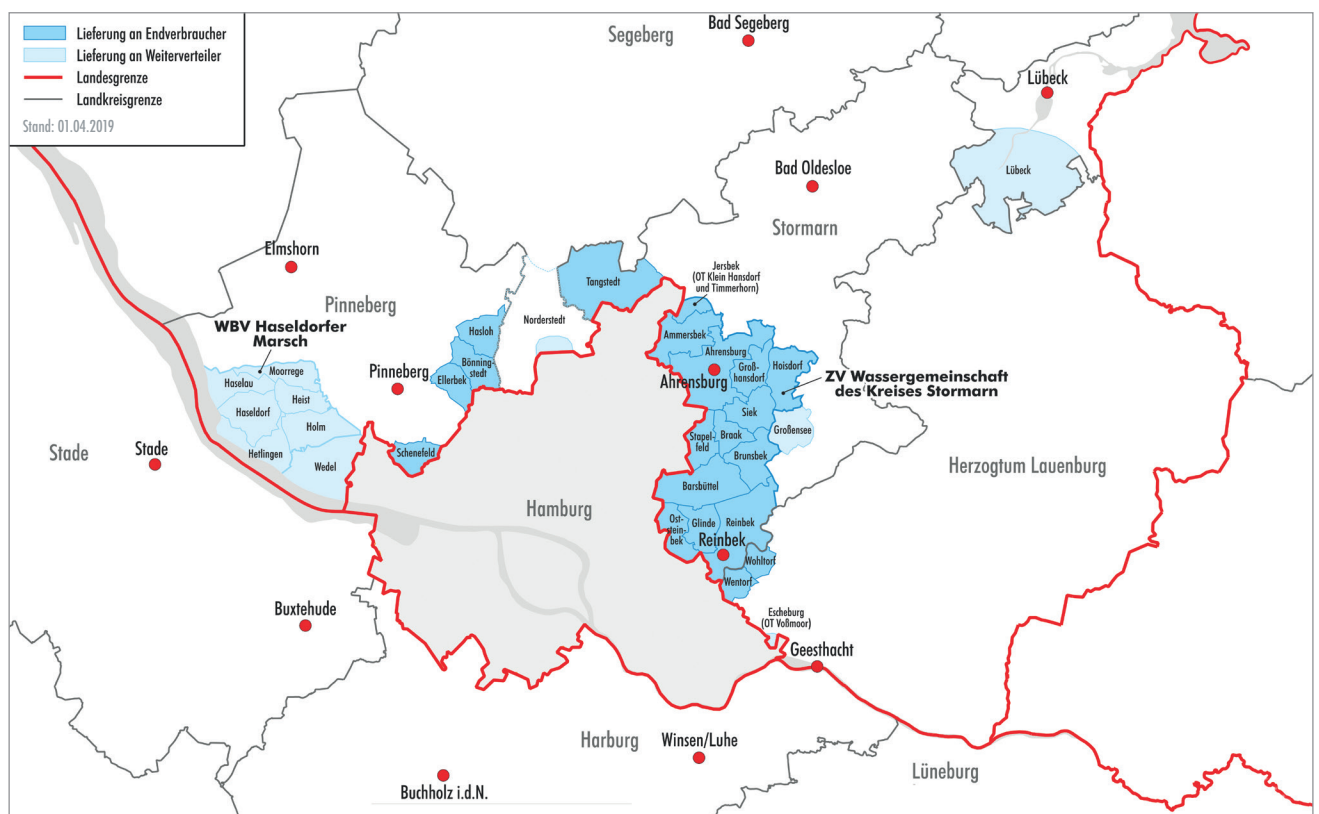 Lieferung an Endverbraucher
Lieferung an Weiterverteiler
Landesgrenze
Landkreisgrenze
Stand: 01.04.2019
Segeberg
Bad Segeberg
Lübeck
Lübeck
Bad Oldesloe
Stormarn
Elmshorn
Pinneberg
Tangstedt
Jersbek
(OT Klein Hansdorf
und Timmerhorn)
Norderstedt
WBV Haseldorfer
Marsch
Hasloh
Ammersbek
Bönning-
stedt
Ellerbek
Pinneberg
Ahrensburg
Ahrensburg
Groß-
hansdorf
Hoisdorf
ZV Wassergemeinschaft
des Kreises Stormarn
Moorrege
Haselau
Heist
Haseldorf
Holm
Hetlingen
Wedel
Schenefeld
Siek
Großensee
Stapel-
feld
Braak
Brunsbek
Stade
Stade
Herzogtum Lauenburg
Barsbüttel
Hamburg
Ost-
stein-
bek
Glinde
Reinbek
Reinbek
Wohltorf
Wentorf
Buxtehude
Escheburg
(OT Voßmoor)
Geesthacht
Harburg
Winsen/Luhe
Lüneburg
Buchholz i.d.N.